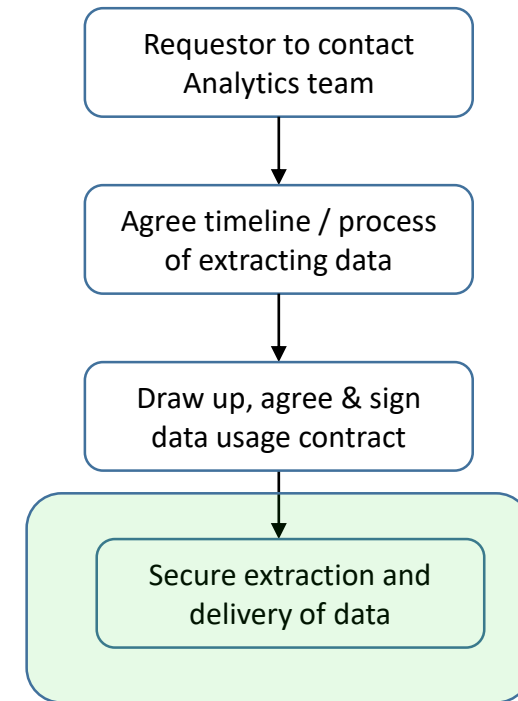 Requestor to contact
Analytics team
Agree timeline / process
of extracting data
Draw up, agree & sign
data usage contract
Secure extraction and
delivery of data